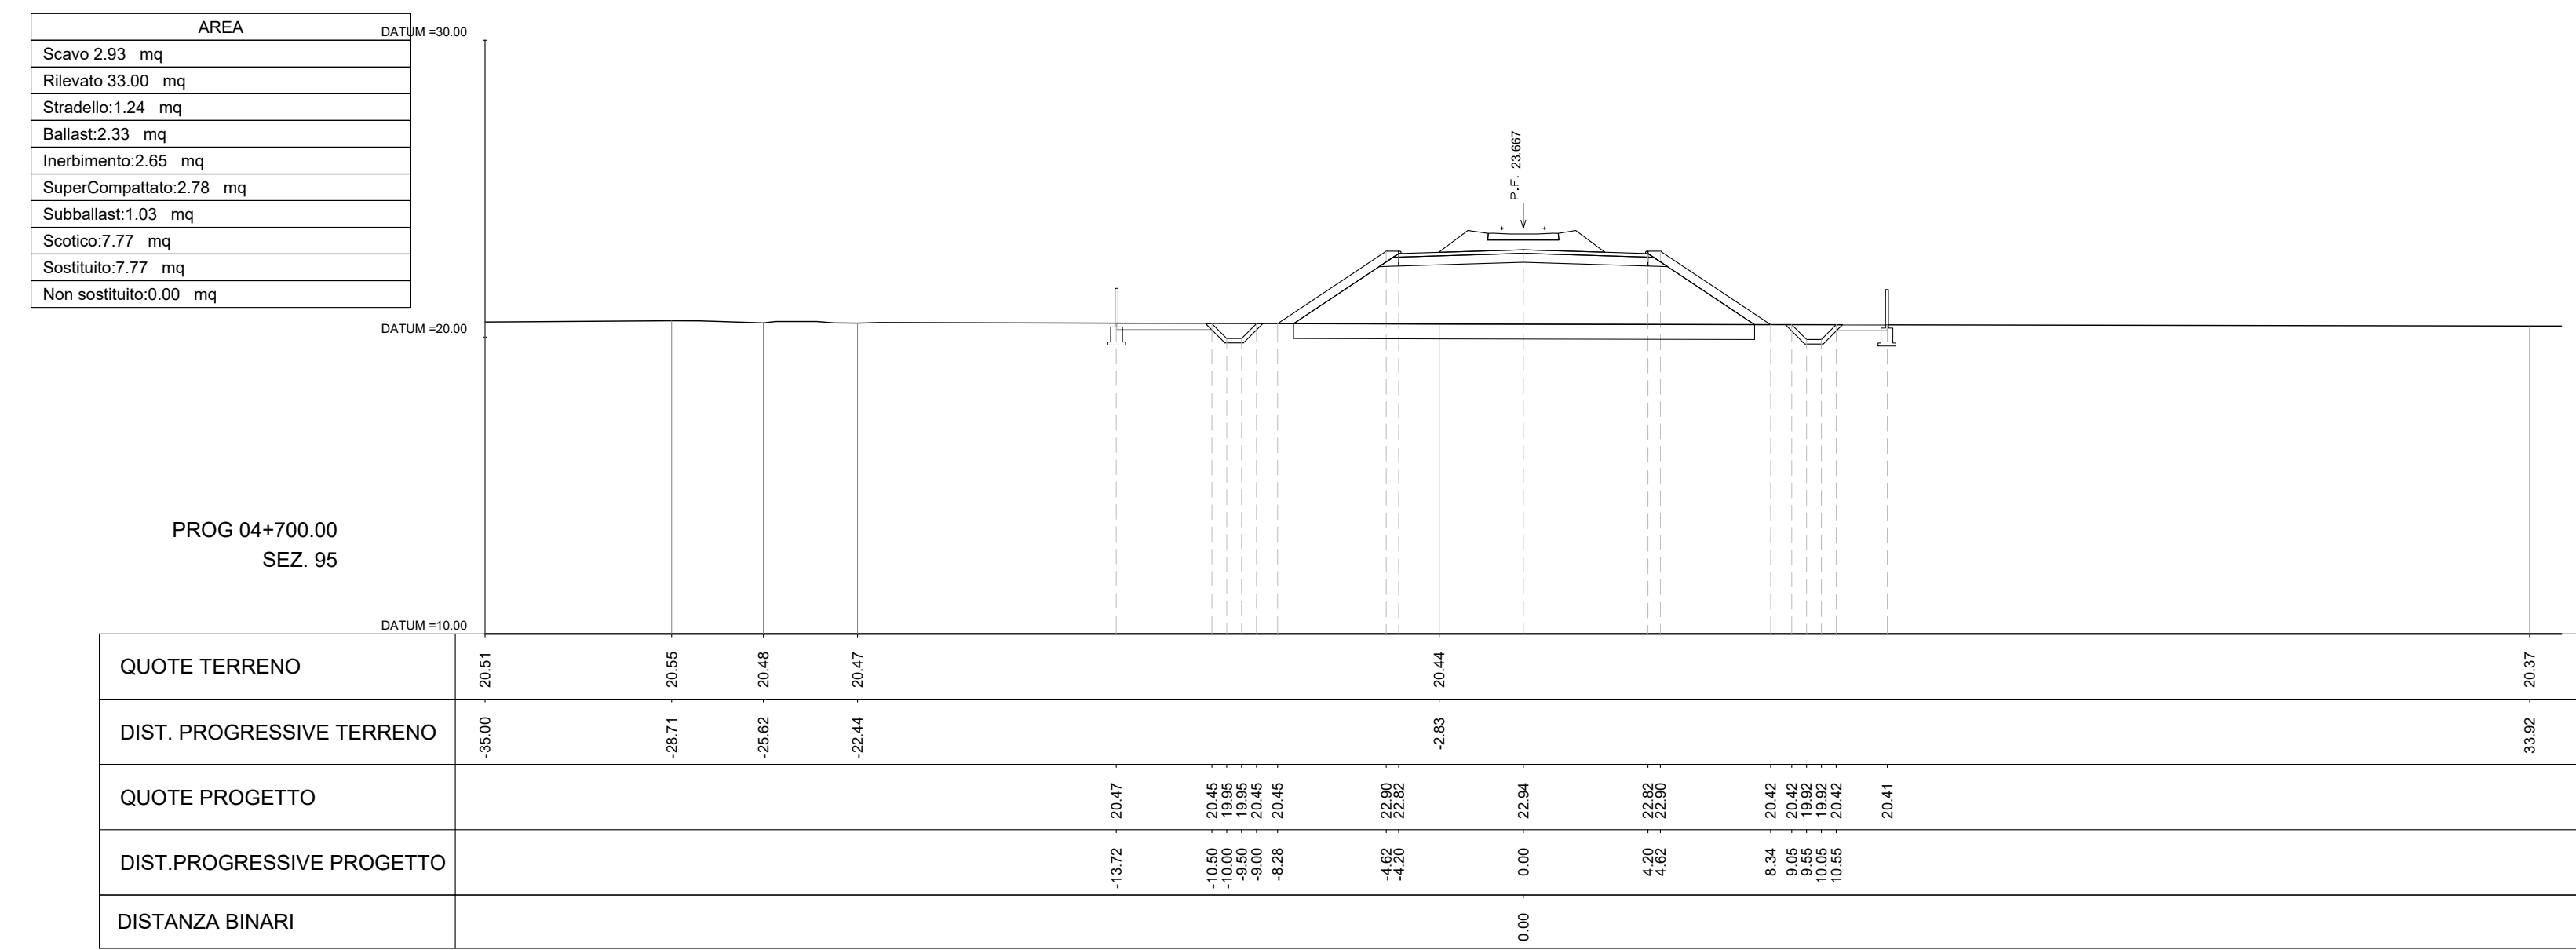 AREA
DATUM =30.00
Scavo 2.93 mq
Rilevato 33.00 mq
Stradello:1.24 mq
Ballast:2.33 mq
Inerbimento:2.65 mq
SuperCompattato:2.78 mq
Subballast:1.03 mq
Scotico:7.77 mq
Sostituito:7.77 mq
Non sostituito:0.00 mq
P.F. 23.667
DATUM =20.00
PROG 04+700.00
SEZ. 95
DATUM =10.00
QUOTE TERRENO 20.51 20.55 20.48 20.47 20.44 20.37
DIST. PROGRESSIVE TERRENO -35.00 -28.71 -25.62 -22.44 -2.83 33.92
QUOTE PROGETTO 20.47 20.45 19.95 19.95 20.45 20.45 22.90 22.82 22.94 22.82 22.90 20.42 20.42 19.92 19.92 20.42 20.41
DIST.PROGRESSIVE PROGETTO -13.72 -10.50 -10.00 -9.50 -9.00 -8.28 -4.62 -4.20 0.00 4.20 4.62 8.34 9.05 9.55 10.05 10.55
DISTANZA BINARI 0.00